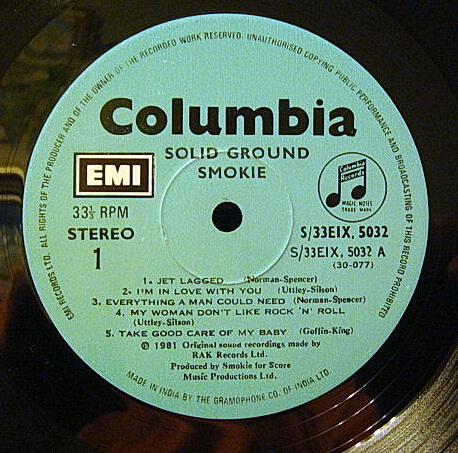 EMI RECORDS LTD. ALL RIGHTS OF THE PRODUCER AND OF THE OWNER OF THE RECORDED WORK RESERVED. UNAUTHORISED COPYING PUBLIC PERFORMANCE AND BROADCASTING OF THIS RECORD PROHIBITED
Columbia
SOLID GROUND
SMOKIE
EMI
Columbia
Records
MAGIC NOTES
TRADE MARK
33⅓ RPM
STEREO
1
S/33EIX, 5032
S/33EIX, 5032 A
(30-077)
1. JET LAGGED (Norman-Spencer)
2. I'M IN LOVE WITH YOU (Uttley-Silson)
3. EVERYTHING A MAN COULD NEED (Norman-Spencer)
4. MY WOMAN DON'T LIKE ROCK 'N' ROLL
(Uttley-Silson)
5. TAKE GOOD CARE OF MY BABY (Goffin-King)
℗ 1981 Original sound recordings made by
RAK Records Ltd.
Produced by Smokie for Score
Music Productions Ltd.
MADE IN INDIA BY THE GRAMOPHONE CO. OF INDIA LTD.